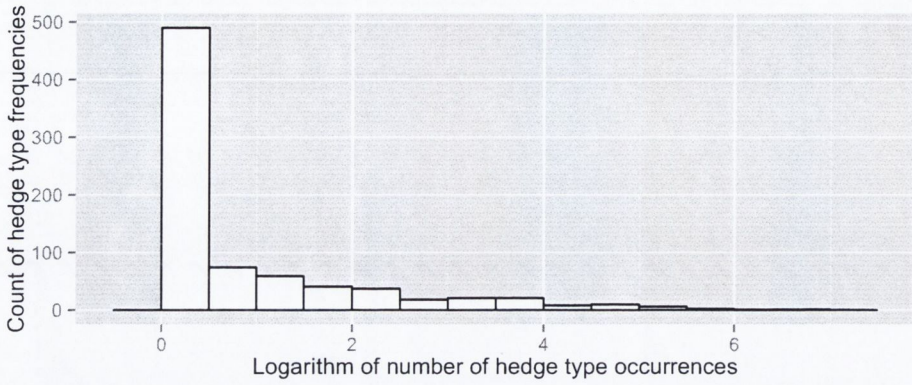 Count of hedge type frequencies
500
400
300
200
100
0
0 2 4 6
Logarithm of number of hedge type occurrences